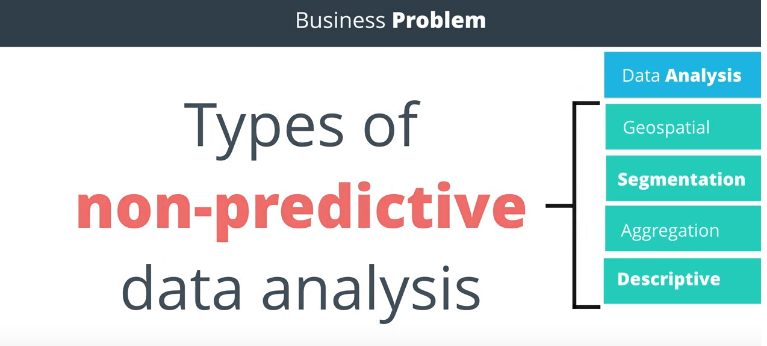 Business Problem
Types of
non-predictive
data analysis
Data Analysis
Geospatial
Segmentation
Aggregation
Descriptive